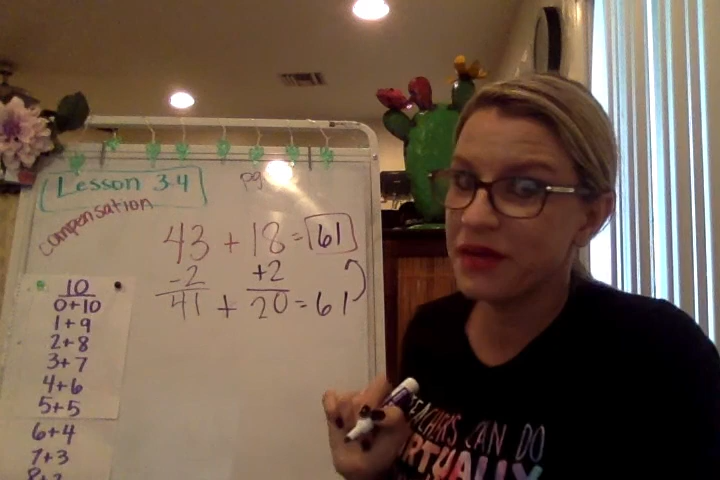 Lesson 3-4
pg
compensation
43 + 18 = 61
-2 +2
41 + 20 = 61
10
0+10
1+9
2+8
3+7
4+6
5+5
6+4
7+3
TEACHERS CAN DO
VIRTUALLY